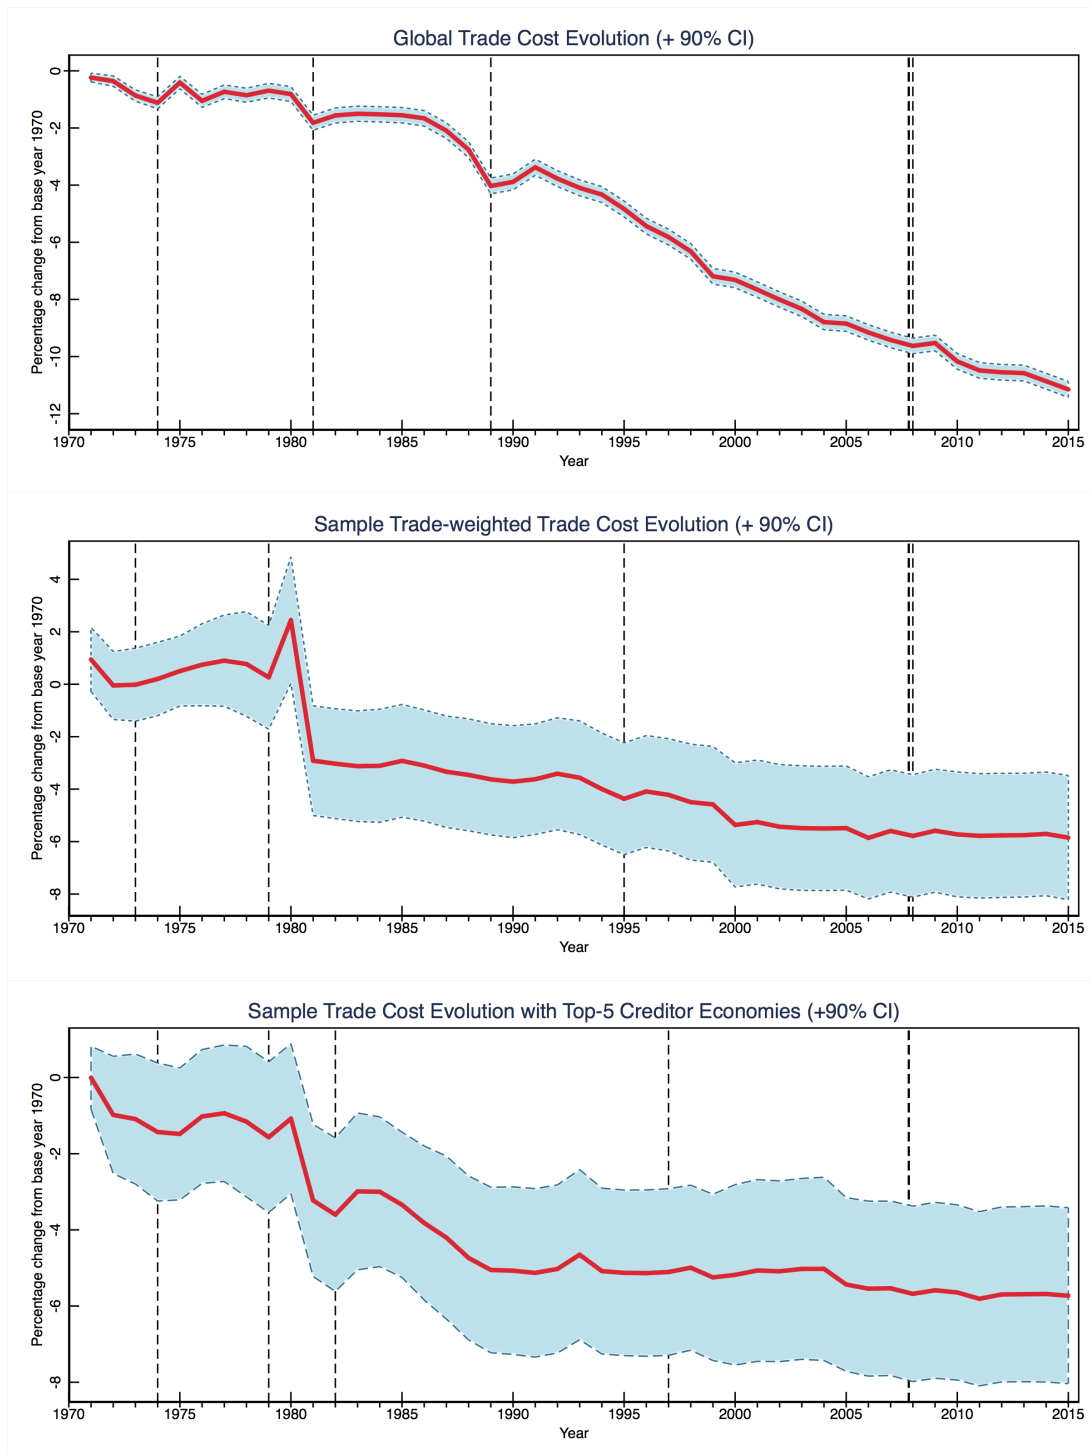 Global Trade Cost Evolution (+ 90% CI)
Percentage change from base year 1970
0
-2
-4
-6
-8
-10
-12
1970 1975 1980 1985 1990 1995 2000 2005 2010 2015
Year
Sample Trade-weighted Trade Cost Evolution (+ 90% CI)
Percentage change from base year 1970
4
2
0
-2
-4
-6
-8
1970 1975 1980 1985 1990 1995 2000 2005 2010 2015
Year
Sample Trade Cost Evolution with Top-5 Creditor Economies (+90% CI)
Percentage change from base year 1970
0
-2
-4
-6
-8
1970 1975 1980 1985 1990 1995 2000 2005 2010 2015
Year